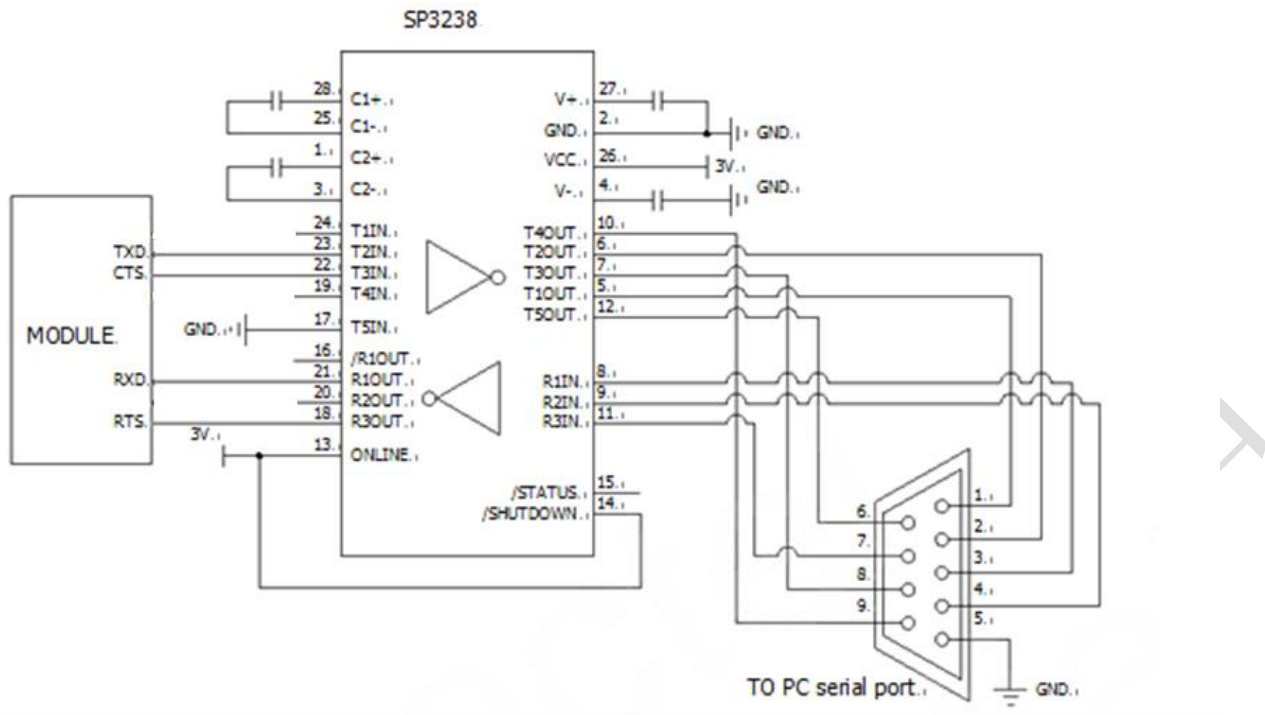 SP3238
28. C1+.
25. C1-.
1. C2+.
3. C2-.
24. T1IN.
23. T2IN.
22. T3IN.
19. T4IN.
17. T5IN.
16. /R1OUT.
21. R1OUT.
20. R2OUT.
18. R3OUT.
13. ONLINE.
V+. 27.
GND. 2.
VCC. 26.
V-. 4.
T4OUT. 10.
T2OUT. 6.
T3OUT. 7.
T1OUT. 5.
T5OUT. 12.
R1IN. 8.
R2IN. 9.
R3IN. 11.
/STATUS. 15.
/SHUTDOWN. 14.
GND.
3V.
GND.
TXD.
CTS.
MODULE.
RXD.
RTS.
GND.
3V.
6.
7.
8.
9.
1.
2.
3.
4.
5.
TO PC serial port.
GND.